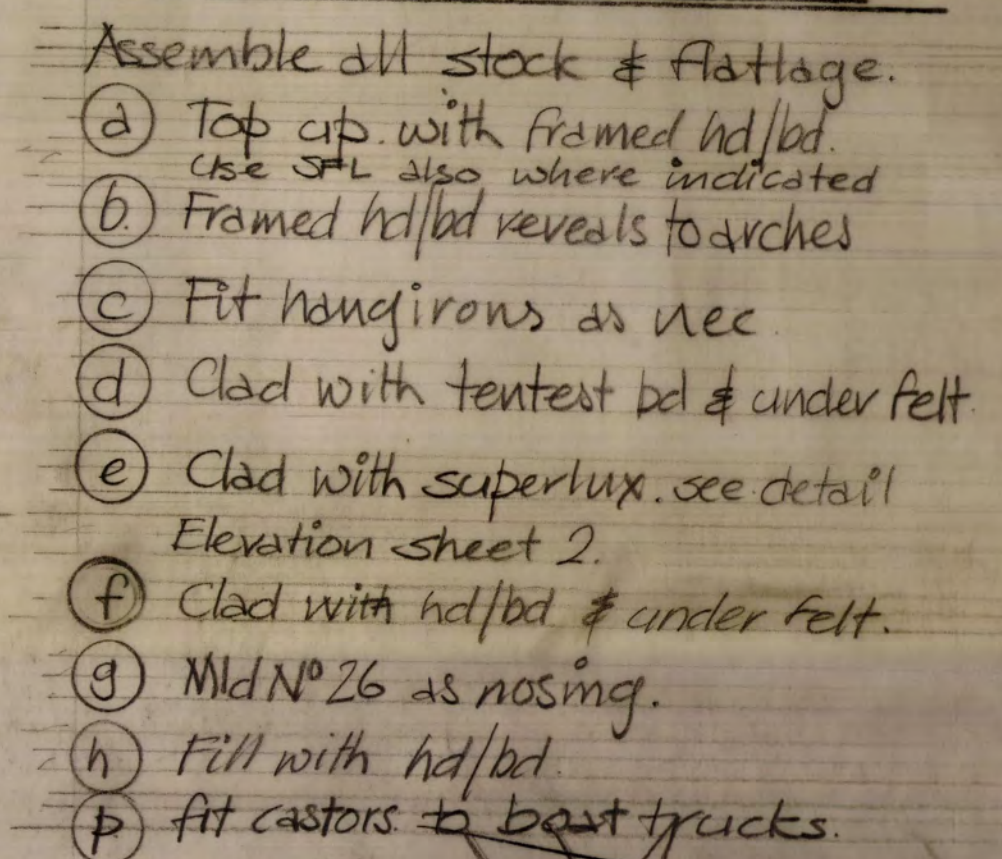 Assemble all stock & flattage.
(a) Top up. with framed hd/bd.
Use SFL also where indicated
(b.) Framed hd/bd reveals to arches
(c) Fit hangirons as nec
(d) Clad with tentest bd & under felt.
(e) Clad with superlux. see detail
Elevation sheet 2.
(f) Clad with hd/bd & under felt.
(g) Mld Nº 26 as nosing.
(h) Fill with hd/bd.
(p) fit castors. to boat trucks.